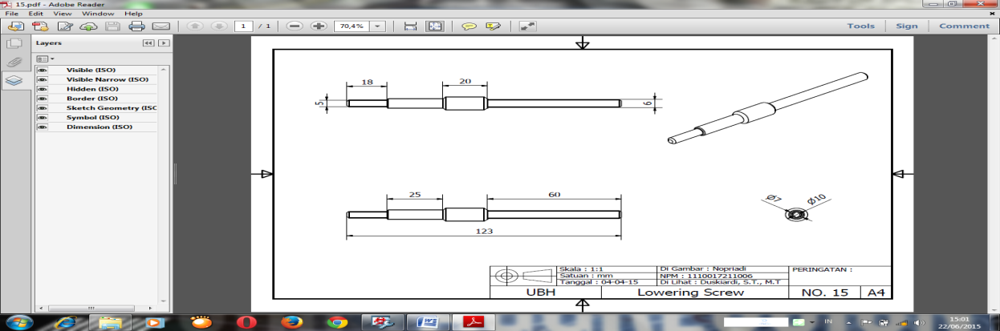 15.pdf - Adobe Reader
File Edit View Window Help
1 / 1 70,4% Tools Sign Comment
Layers
Visible (ISO)
Visible Narrow (ISO)
Hidden (ISO)
Border (ISO)
Sketch Geometry (ISC
Symbol (ISO)
Dimension (ISO)
18 20
5 6
25 60
123
Ø7 Ø10
Skala : 1:1 Di Gambar : Nopriadi PERINGATAN :
Satuan : mm NPM : 1110017211006
Tanggal : 04-04-15 Di Lihat : Duskiardi, S.T., M.T
UBH Lowering Screw NO. 15 A4
IN 15:01
22/06/2015